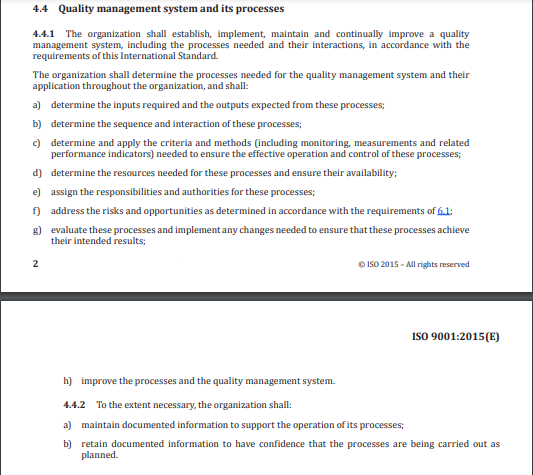 4.4 Quality management system and its processes
4.4.1 The organization shall establish, implement, maintain and continually improve a quality
management system, including the processes needed and their interactions, in accordance with the
requirements of this International Standard.
The organization shall determine the processes needed for the quality management system and their
application throughout the organization, and shall:
a) determine the inputs required and the outputs expected from these processes;
b) determine the sequence and interaction of these processes;
c) determine and apply the criteria and methods (including monitoring, measurements and related
performance indicators) needed to ensure the effective operation and control of these processes;
d) determine the resources needed for these processes and ensure their availability;
e) assign the responsibilities and authorities for these processes;
f) address the risks and opportunities as determined in accordance with the requirements of 6.1;
g) evaluate these processes and implement any changes needed to ensure that these processes achieve
their intended results;
2 © ISO 2015 – All rights reserved
ISO 9001:2015(E)
h) improve the processes and the quality management system.
4.4.2 To the extent necessary, the organization shall:
a) maintain documented information to support the operation of its processes;
b) retain documented information to have confidence that the processes are being carried out as
planned.